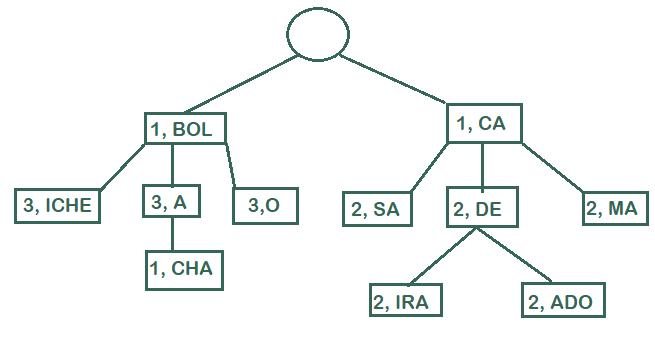 1, BOL
1, CA
3, ICHE
3, A
3,O
2, SA
2, DE
2, MA
1, CHA
2, IRA
2, ADO